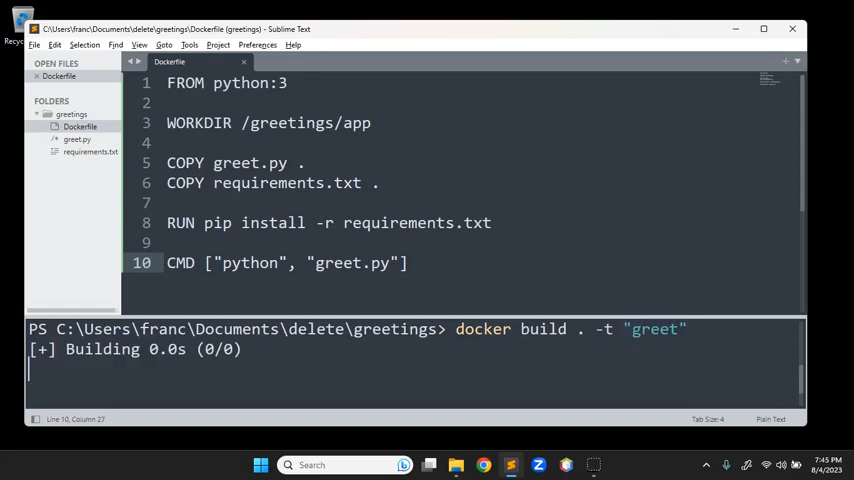 C:\Users\franc\Documents\delete\greetings\Dockerfile (greetings) - Sublime Text
File Edit Selection Find View Goto Tools Project Preferences Help
OPEN FILES
Dockerfile
FOLDERS
greetings
Dockerfile
greet.py
requirements.txt
Dockerfile
1 FROM python:3
2
3 WORKDIR /greetings/app
4
5 COPY greet.py .
6 COPY requirements.txt .
7
8 RUN pip install -r requirements.txt
9
10 CMD ["python", "greet.py"]
PS C:\Users\franc\Documents\delete\greetings> docker build . -t "greet"
[+] Building 0.0s (0/0)
Line 10, Column 27
Tab Size: 4
Plain Text
Search
7:45 PM
8/4/2023